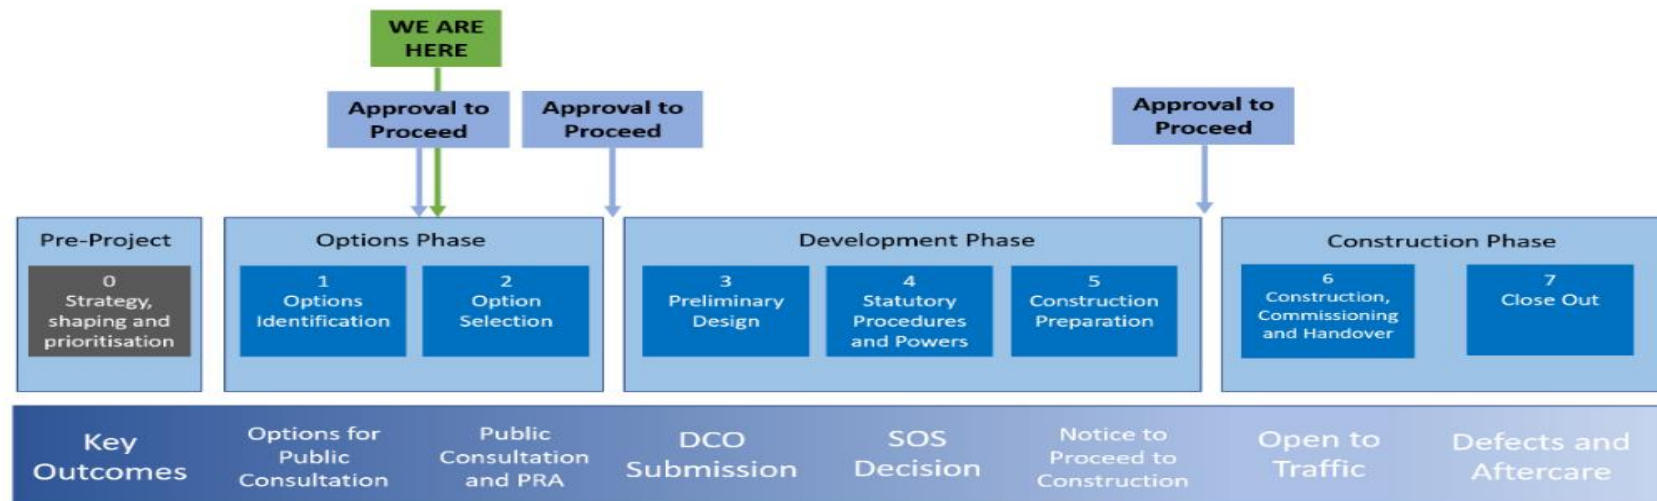 WE ARE
HERE
Approval to
Proceed
Approval to
Proceed
Approval to
Proceed
Pre-Project
0
Strategy,
shaping and
prioritisation
Options Phase
1
Options
Identification
2
Option
Selection
Development Phase
3
Preliminary
Design
4
Statutory
Procedures
and Powers
5
Construction
Preparation
Construction Phase
6
Construction,
Commissioning
and Handover
7
Close Out
Key
Outcomes
Options for
Public
Consultation
Public
Consultation
and PRA
DCO
Submission
SOS
Decision
Notice to
Proceed to
Construction
Open to
Traffic
Defects and
Aftercare